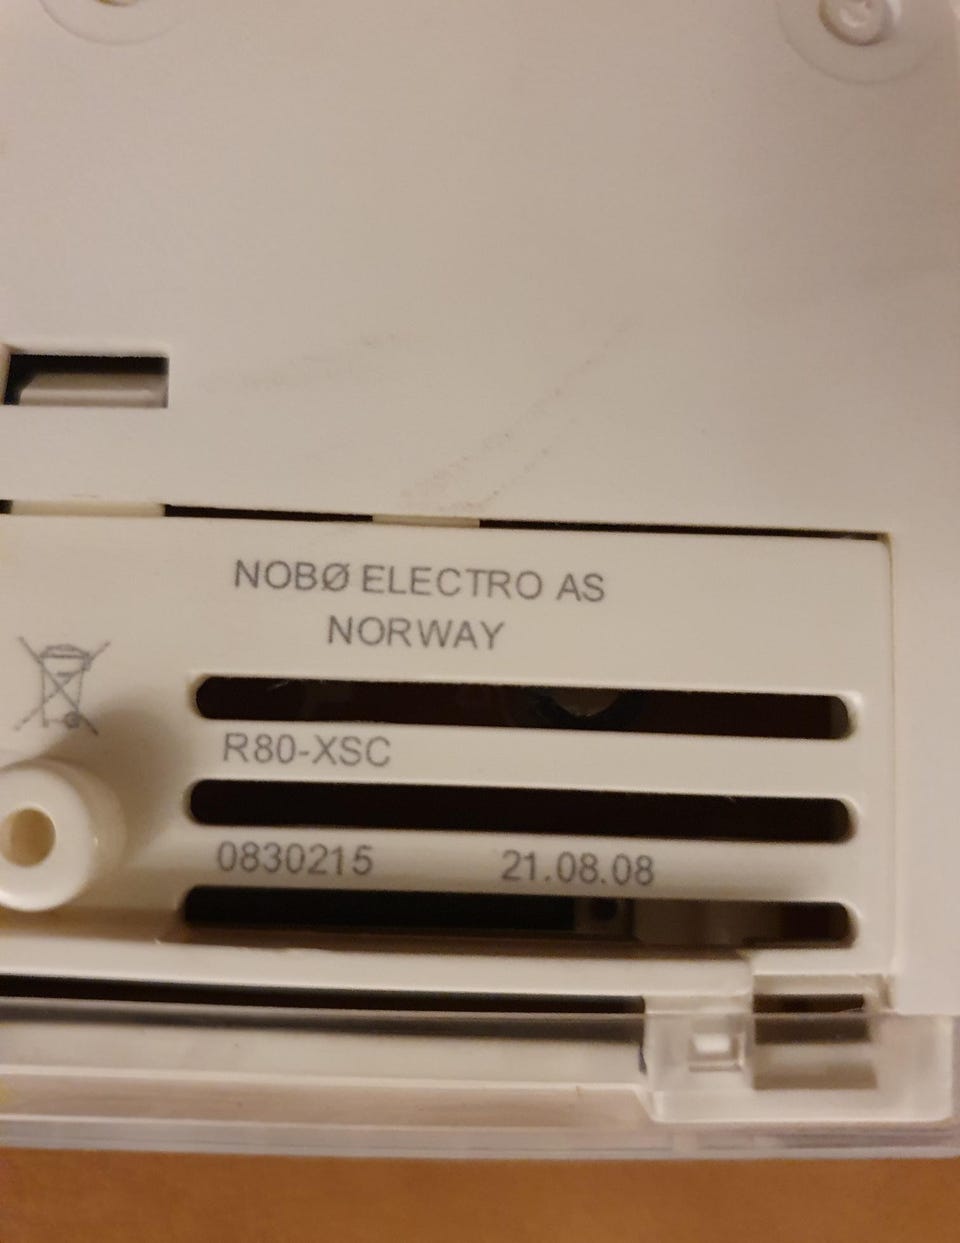 NOBØ ELECTRO AS
NORWAY
R80-XSC
0830215 21.08.08